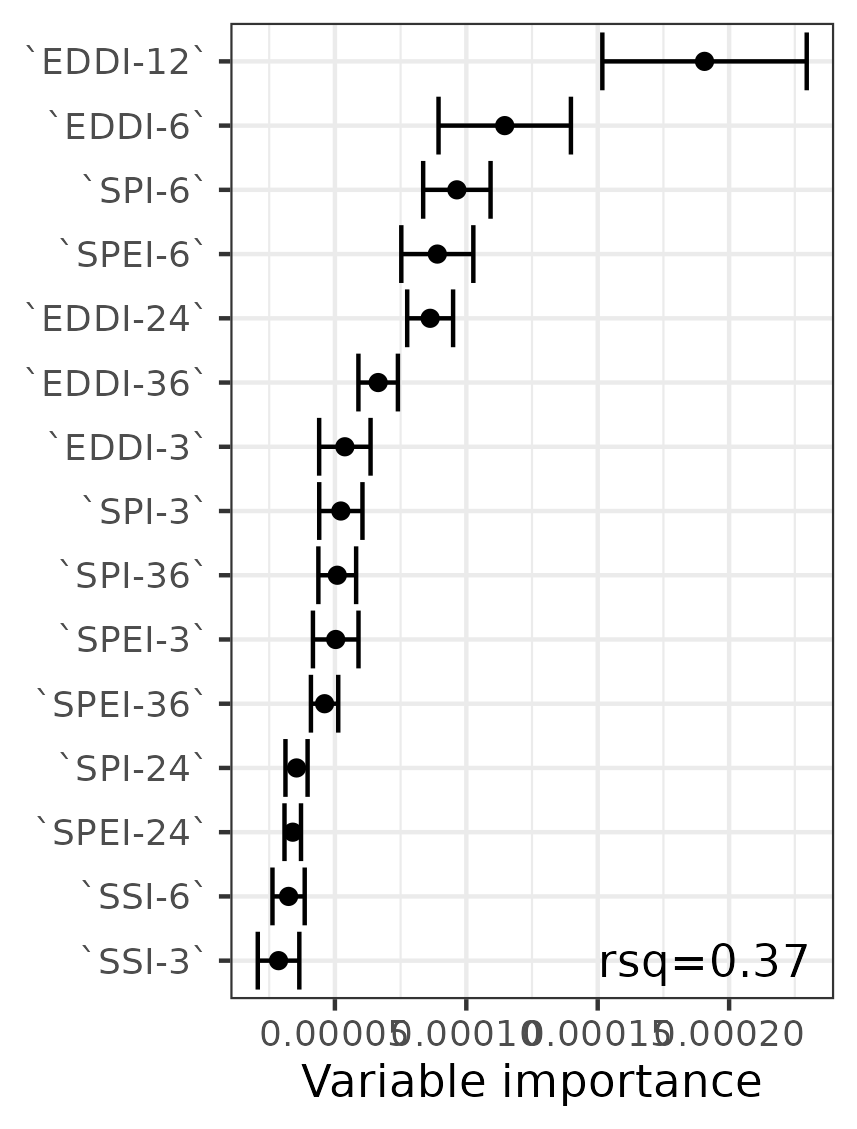 `EDDI-12`
`EDDI-6`
`SPI-6`
`SPEI-6`
`EDDI-24`
`EDDI-36`
`EDDI-3`
`SPI-3`
`SPI-36`
`SPEI-3`
`SPEI-36`
`SPI-24`
`SPEI-24`
`SSI-6`
`SSI-3`
rsq=0.37
0.00005 0.00010 0.00015 0.00020
Variable importance